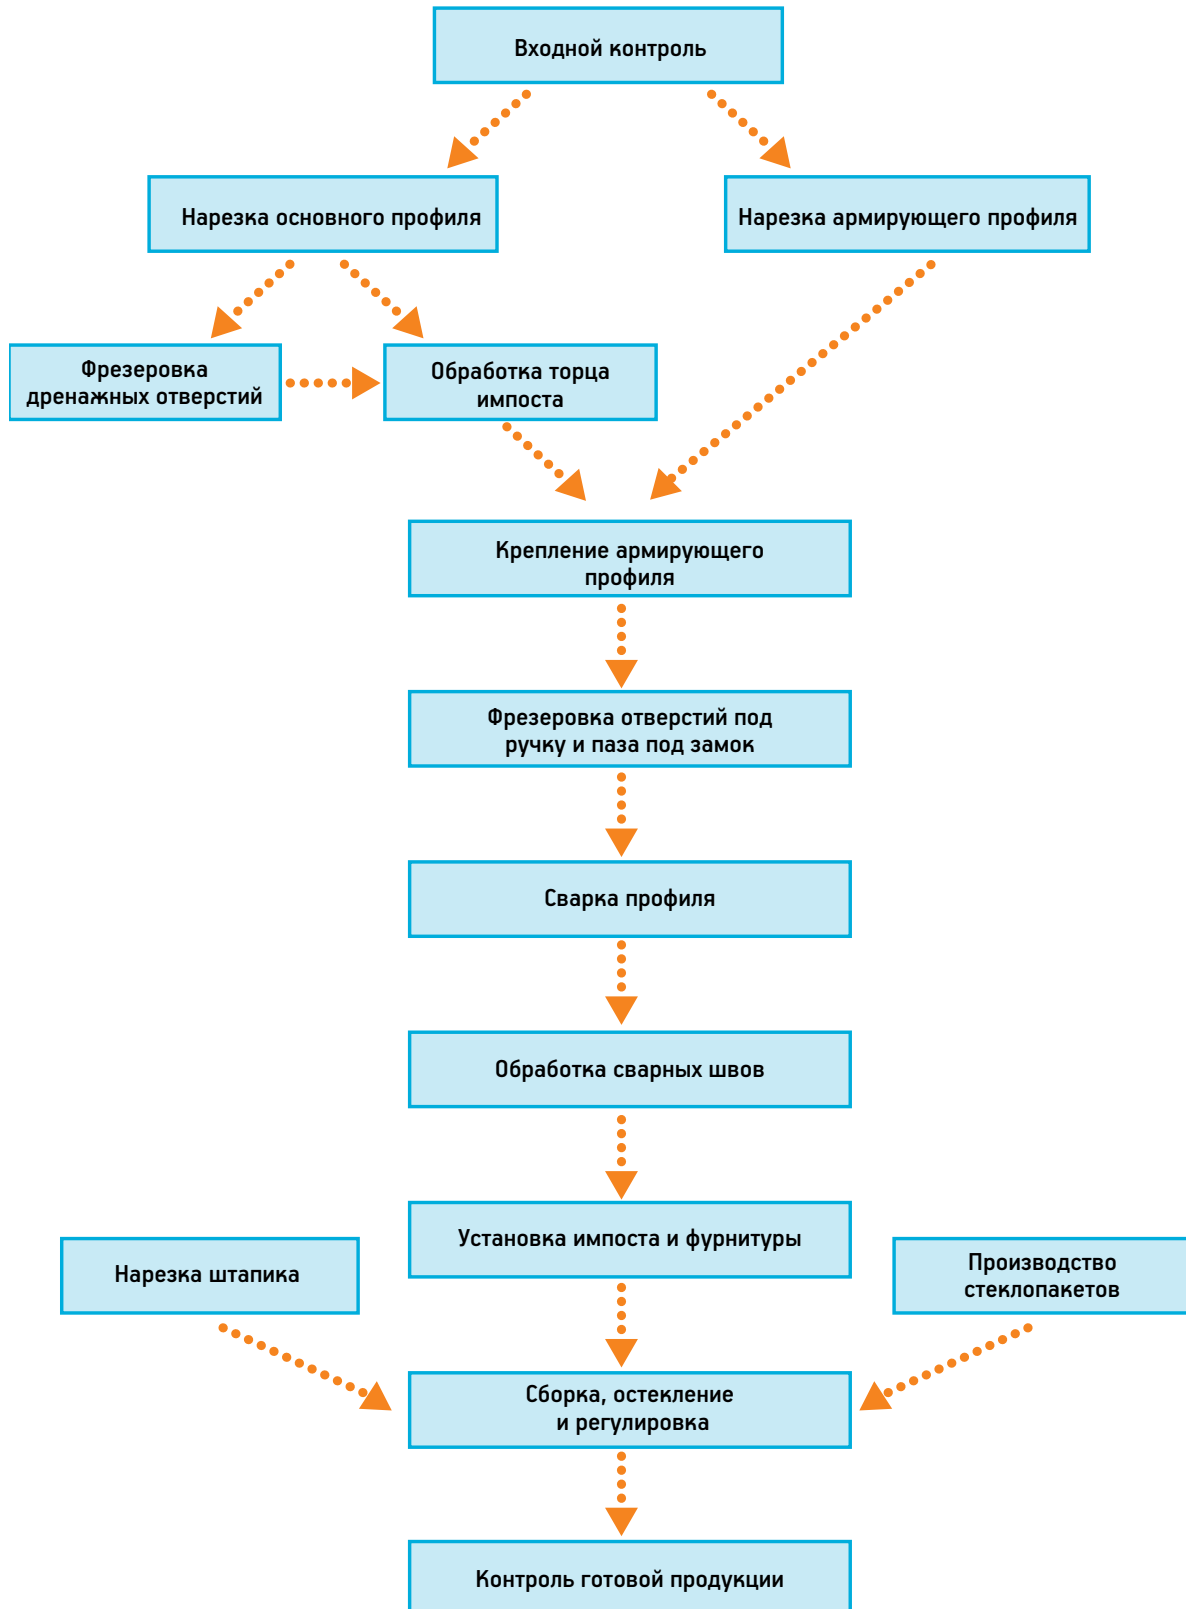 Входной контроль
Нарезка основного профиля
Нарезка армирующего профиля
Фрезеровка
дренажных отверстий
Обработка торца
импоста
Крепление армирующего
профиля
Фрезеровка отверстий под
ручку и паза под замок
Сварка профиля
Обработка сварных швов
Установка импоста и фурнитуры
Нарезка штапика
Производство
стеклопакетов
Сборка, остекление
и регулировка
Контроль готовой продукции